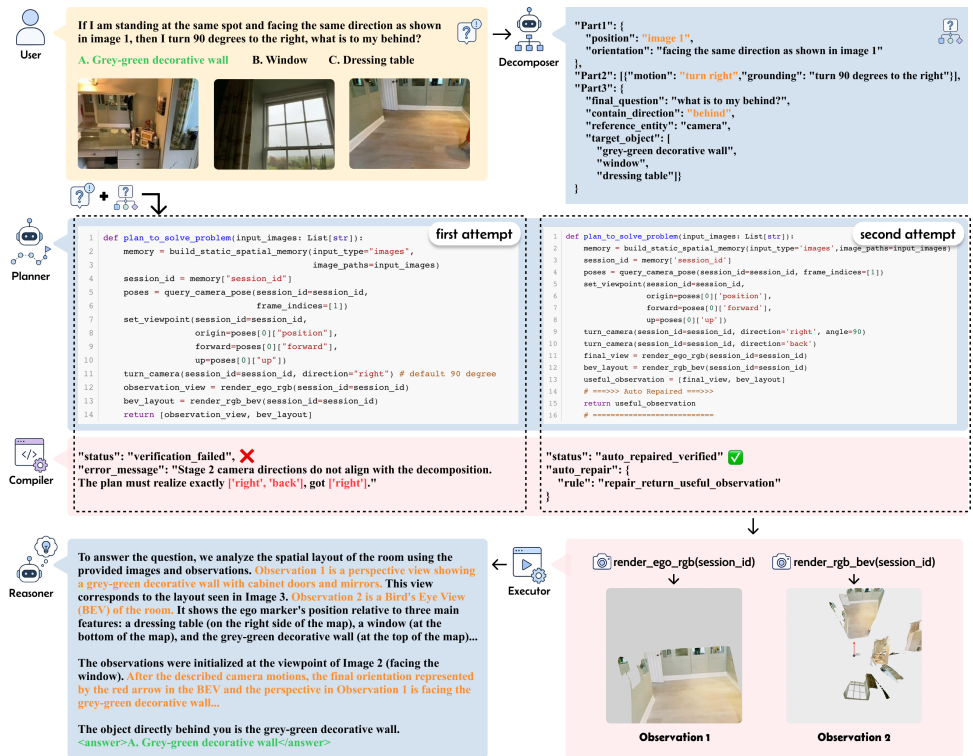 If I am standing at the same spot and facing the same direction as shown
in image 1, then I turn 90 degrees to the right, what is to my behind?
A. Grey-green decorative wall B. Window C. Dressing table
User
Decomposer
"Part1": {
"position": "image 1",
"orientation": "facing the same direction as shown in image 1"
},
"Part2": [{"motion": "turn right","grounding": "turn 90 degrees to the right"}],
"Part3": {
"final_question": "what is to my behind?",
"contain_direction": "behind",
"reference_entity": "camera",
"target_object": [
"grey-green decorative wall",
"window",
"dressing table"]}
}
? +
Planner
first attempt
1 def plan_to_solve_problem(input_images: List[str]):
2 memory = build_static_spatial_memory(input_type="images",
3 image_paths=input_images)
4 session_id = memory["session_id"]
5 poses = query_camera_pose(session_id=session_id,
6 frame_indices=[1])
7 set_viewpoint(session_id=session_id,
8 origin=poses[0]["position"],
9 forward=poses[0]["forward"],
10 up=poses[0]["up"])
11 turn_camera(session_id=session_id, direction="right") # default 90 degree
12 observation_view = render_ego_rgb(session_id=session_id)
13 bev_layout = render_rgb_bev(session_id=session_id)
14 return [observation_view, bev_layout]
second attempt
1 def plan_to_solve_problem(input_images: List[str]):
2 memory = build_static_spatial_memory(input_type='images',image_paths=input_images)
3 session_id = memory['session_id']
4 poses = query_camera_pose(session_id=session_id, frame_indices=[1])
5 set_viewpoint(session_id=session_id,
6 origin=poses[0]['position'],
7 forward=poses[0]['forward'],
8 up=poses[0]['up'])
9 turn_camera(session_id=session_id, direction='right', angle=90)
10 turn_camera(session_id=session_id, direction='back')
11 final_view = render_ego_rgb(session_id=session_id)
12 bev_layout = render_rgb_bev(session_id=session_id)
13 useful_observation = [final_view, bev_layout]
14 # ===>>> Auto Repaired ===>>>
15 return useful_observation
16 # ==========================
Compiler
"status": "verification_failed",
"error_message": "Stage 2 camera directions do not align with the decomposition.
The plan must realize exactly ['right', 'back'], got ['right']."
"status": "auto_repaired_verified"
"auto_repair": {
"rule": "repair_return_useful_observation"
}
Reasoner
To answer the question, we analyze the spatial layout of the room using the
provided images and observations. Observation 1 is a perspective view showing
a grey-green decorative wall with cabinet doors and mirrors. This view
corresponds to the layout seen in Image 3. Observation 2 is a Bird's Eye View
(BEV) of the room. It shows the ego marker's position relative to three main
features: a dressing table (on the right side of the map), a window (at the
bottom of the map), and the grey-green decorative wall (at the top of the map)...
The observations were initialized at the viewpoint of Image 2 (facing the
window). After the described camera motions, the final orientation represented
by the red arrow in the BEV and the perspective in Observation 1 is facing the
grey-green decorative wall...
The object directly behind you is the grey-green decorative wall.
<answer>A. Grey-green decorative wall</answer>
Executor
render_ego_rgb(session_id)
render_rgb_bev(session_id)
Observation 1
Observation 2